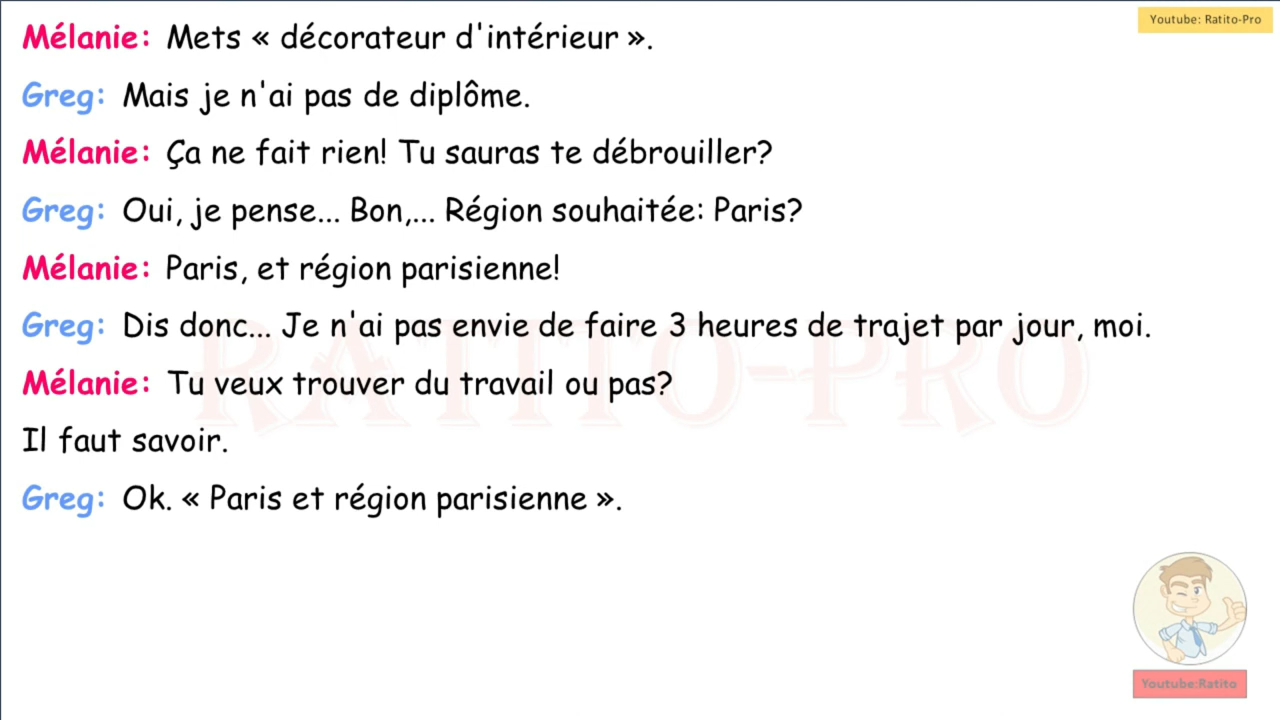 Youtube: Ratito-Pro
Mélanie: Mets « décorateur d'intérieur ».
Greg: Mais je n'ai pas de diplôme.
Mélanie: Ça ne fait rien! Tu sauras te débrouiller?
Greg: Oui, je pense... Bon,... Région souhaitée: Paris?
Mélanie: Paris, et région parisienne!
Greg: Dis donc... Je n'ai pas envie de faire 3 heures de trajet par jour, moi.
RATITO-PRO
Mélanie: Tu veux trouver du travail ou pas?
Il faut savoir.
Greg: Ok. « Paris et région parisienne ».
Youtube:Ratito